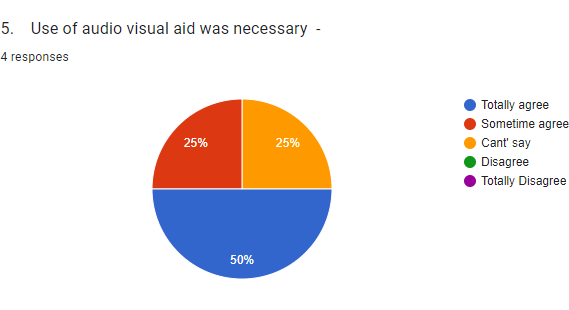 5. Use of audio visual aid was necessary -
4 responses
25%
25%
50%
Totally agree
Sometime agree
Cant' say
Disagree
Totally Disagree